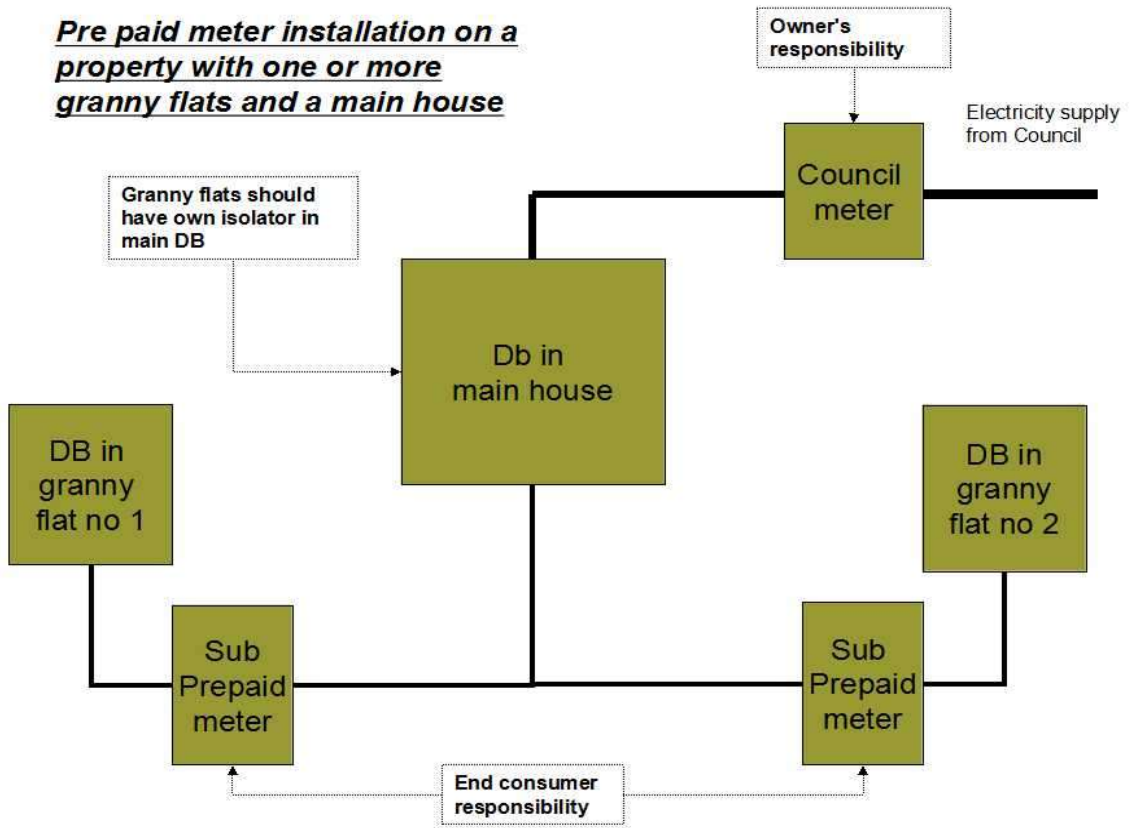 Pre paid meter installation on a
property with one or more
granny flats and a main house
Owner's
responsibility
Electricity supply
from Council
Council
meter
Granny flats should
have own isolator in
main DB
Db in
main house
DB in
granny
flat no 1
DB in
granny
flat no 2
Sub
Prepaid
meter
Sub
Prepaid
meter
End consumer
responsibility